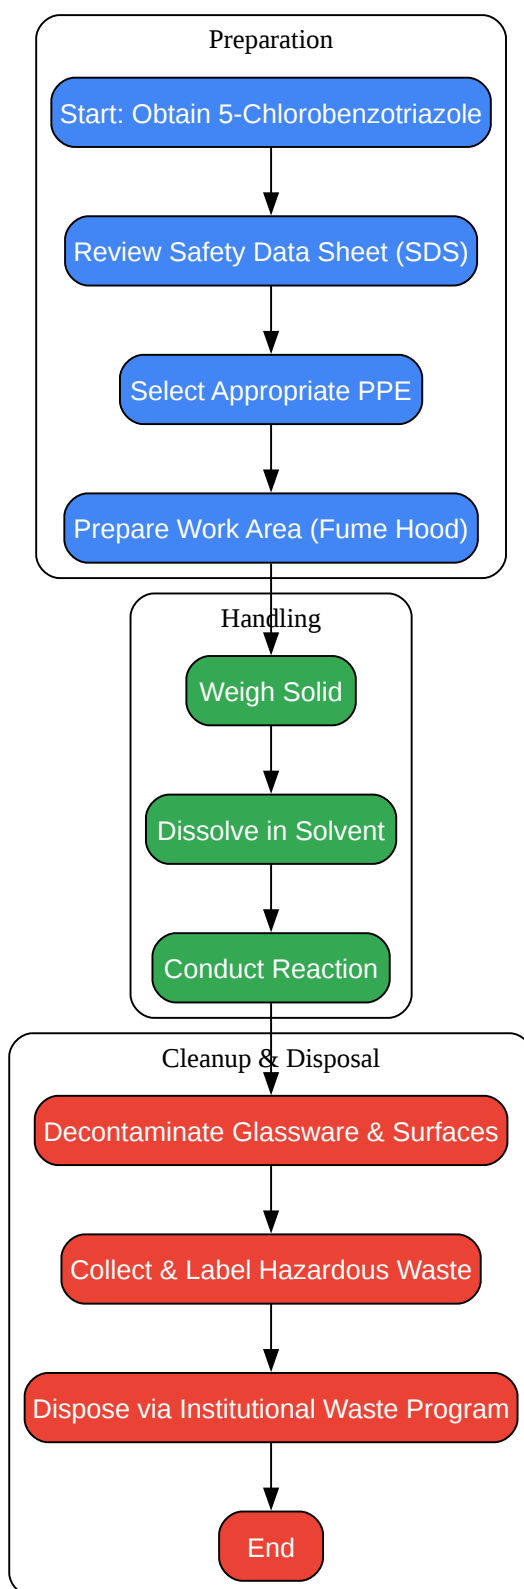 Preparation
Start: Obtain 5-Chlorobenzotriazole
Review Safety Data Sheet (SDS)
Select Appropriate PPE
Prepare Work Area (Fume Hood)
Handling
Weigh Solid
Dissolve in Solvent
Conduct Reaction
Cleanup & Disposal
Decontaminate Glassware & Surfaces
Collect & Label Hazardous Waste
Dispose via Institutional Waste Program
End